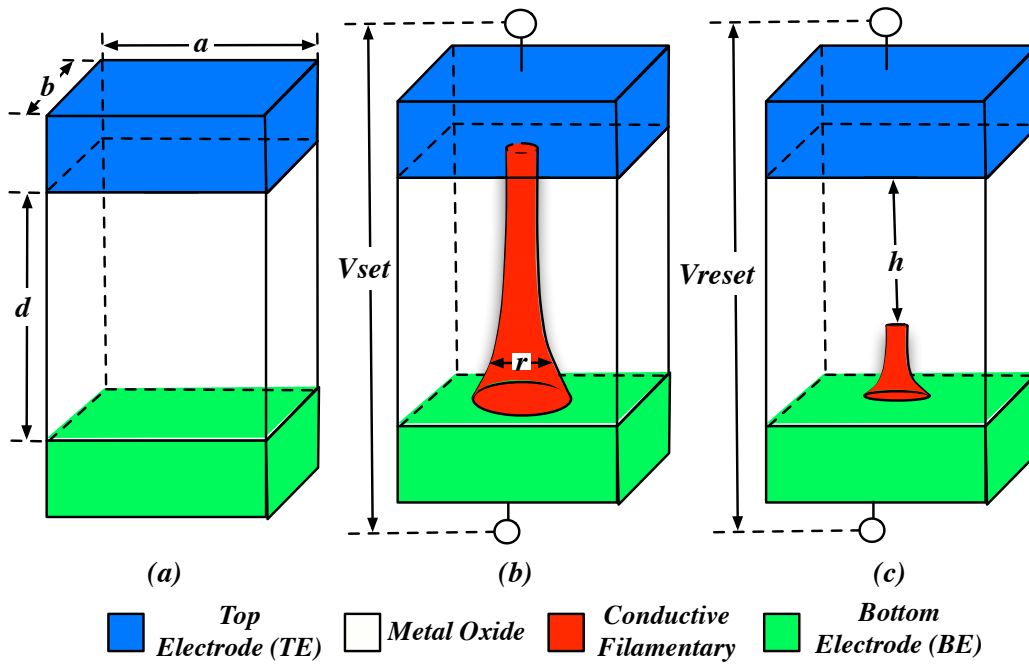 a
b
d
Vset
r
Vreset
h
(a)
(b)
(c)
Top
Electrode (TE)
Metal Oxide
Conductive
Filamentary
Bottom
Electrode (BE)